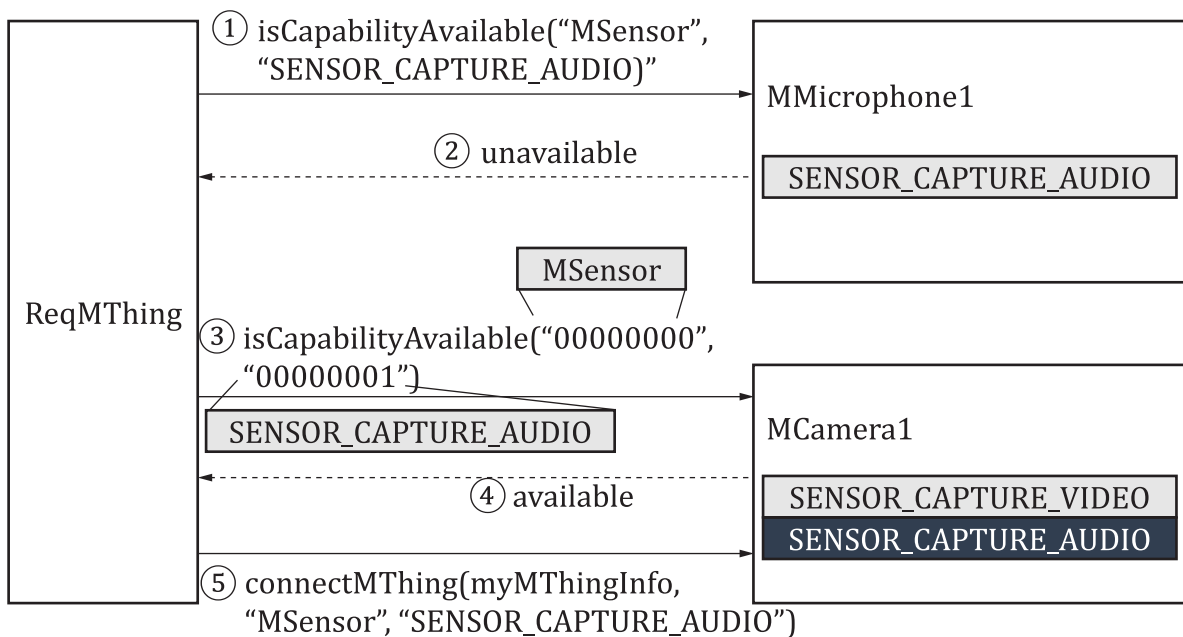 ① isCapabilityAvailable(“MSensor”,
“SENSOR_CAPTURE_AUDIO)”
MMicrophone1
② unavailable
SENSOR_CAPTURE_AUDIO
MSensor
ReqMThing
③ isCapabilityAvailable(“00000000”,
“00000001”)
SENSOR_CAPTURE_AUDIO
MCamera1
④ available
SENSOR_CAPTURE_VIDEO
SENSOR_CAPTURE_AUDIO
⑤ connectMThing(myMThingInfo,
“MSensor”, “SENSOR_CAPTURE_AUDIO”)